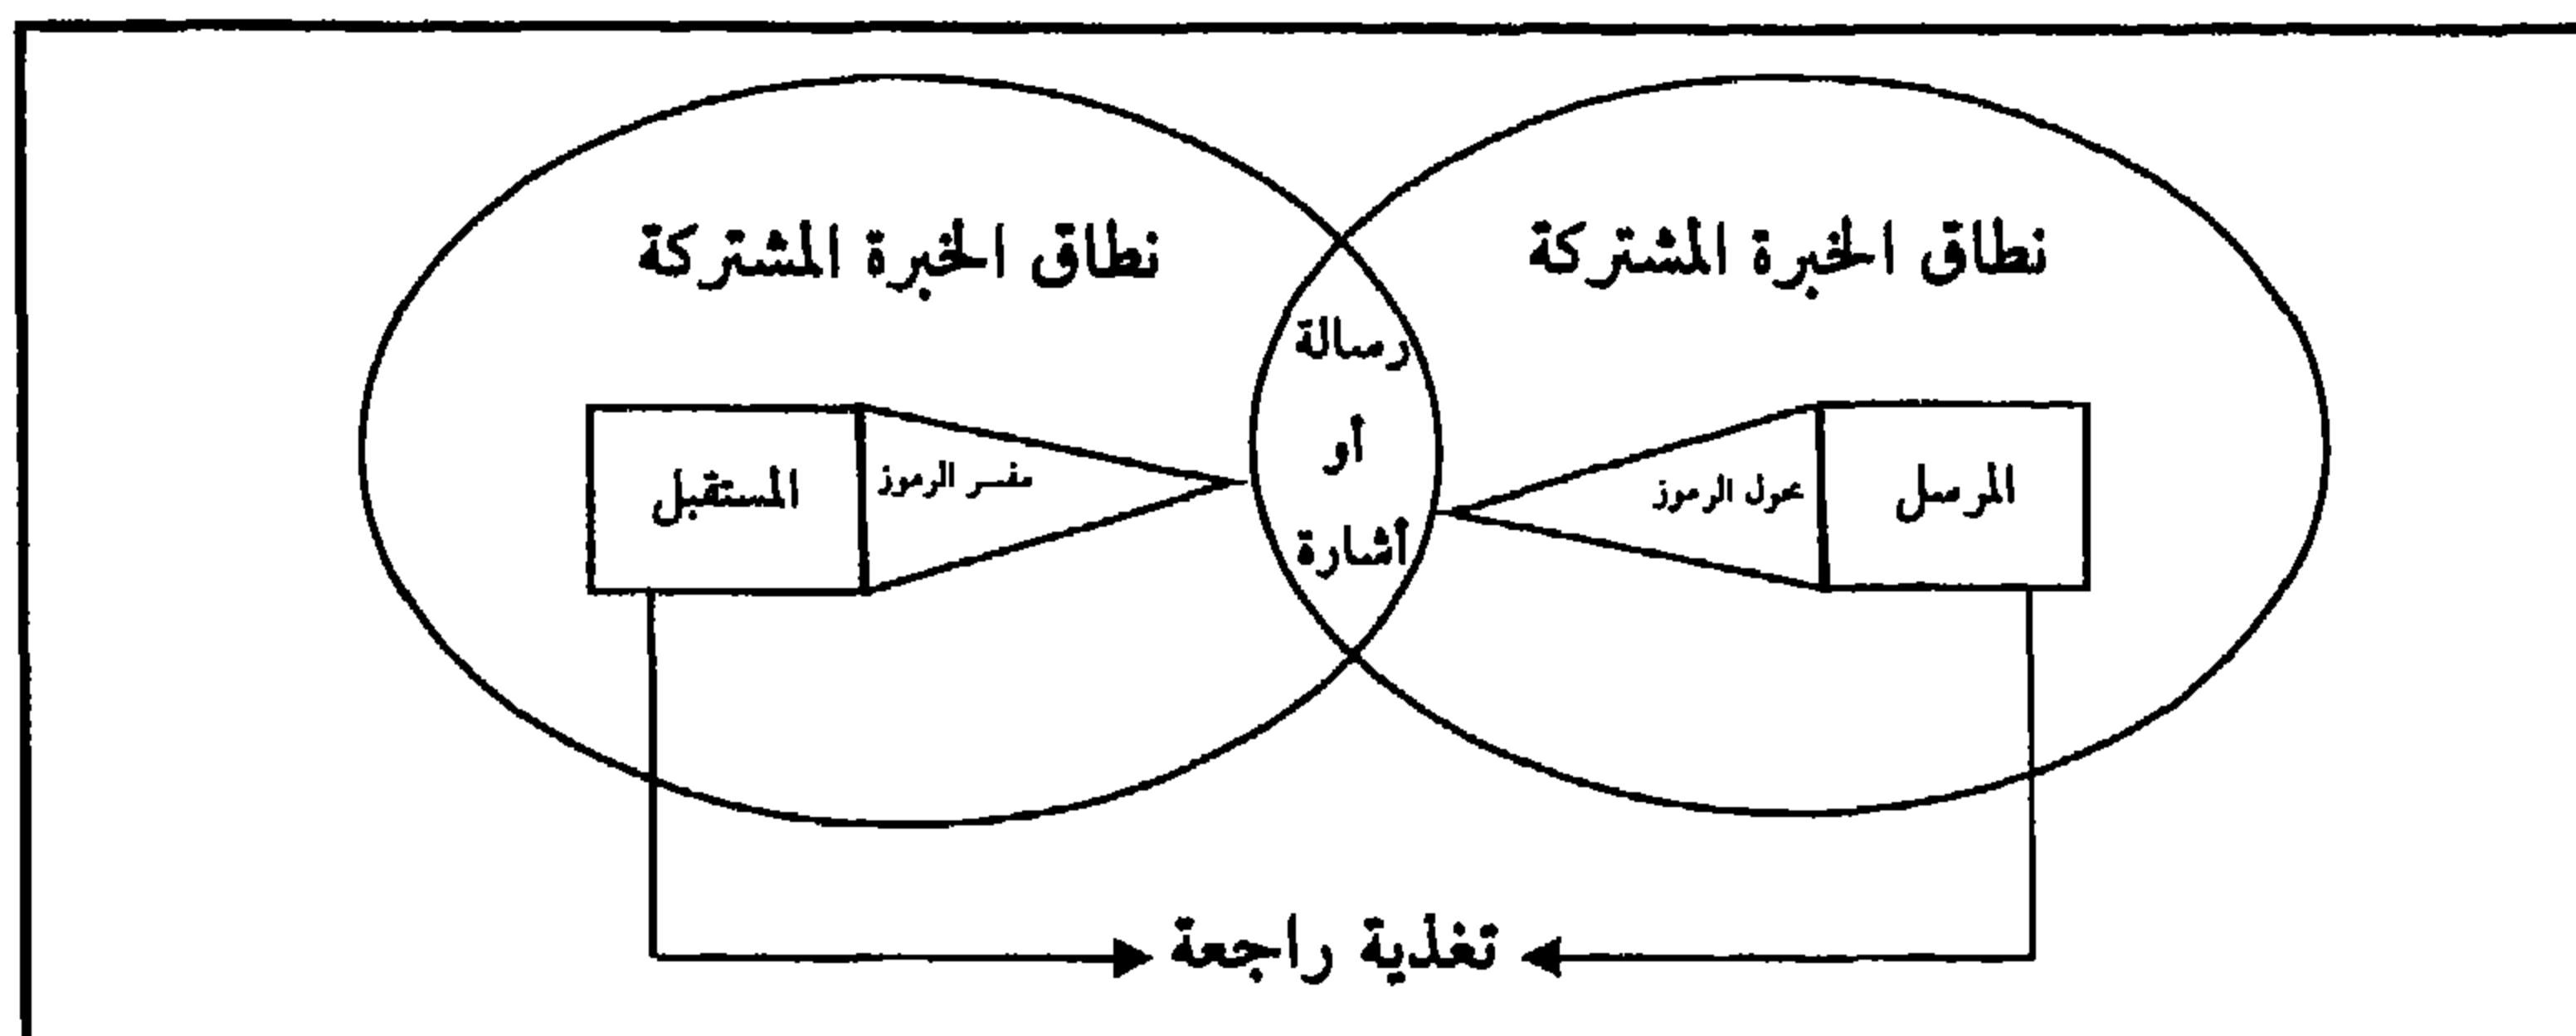 نطاق الخبرة المشتركة
نطاق الخبرة المشتركة
رسالة
أو
أشارة
المرسل
محول الرموز
مفسر الرموز
المستقبل
تغذية راجعة